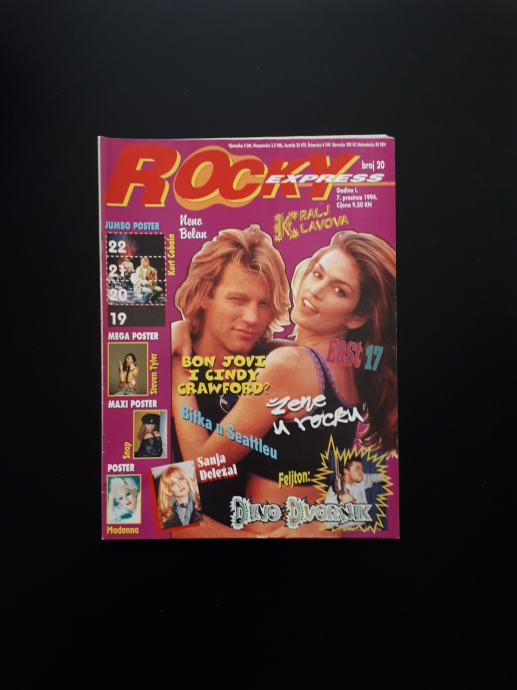 ROCKY
EXPRESS
broj 20
Godina I.
7. prosinca 1994.
Cijena 9,50 KN
Neno
Belan
KRALJ
LAVOVA
JUMBO POSTER
22
21
20
19
Kurt Cobain
MEGA POSTER
Steven Tyler
MAXI POSTER
Snap
POSTER
Madonna
East 17
BON JOVI
I CINDY
CRAWFORD?
Žene
u rocku
Bitka u Seattleu
Sanja
Doležal
Feljton:
DINO DVORNIK